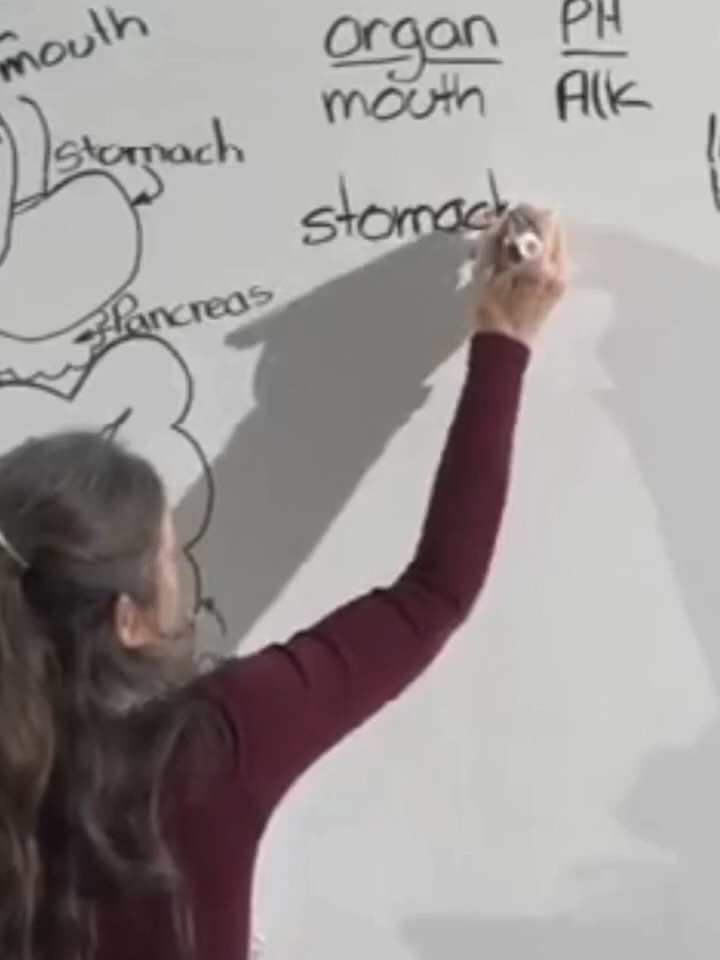 mouth
organ PH
mouth Alk
stomach
stomach
Pancreas